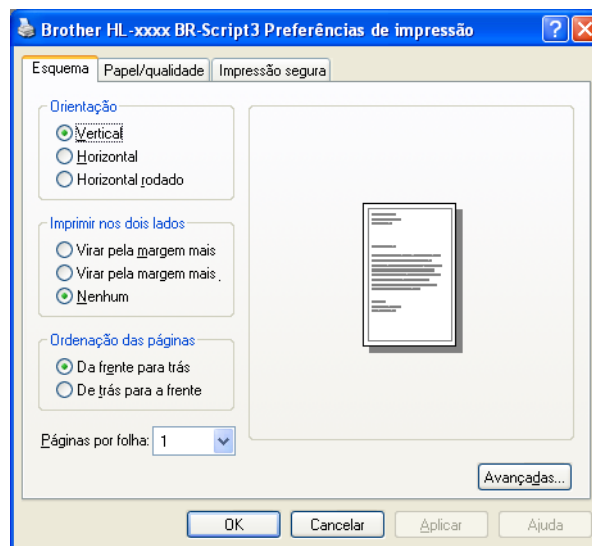 Brother HL-xxxx BR-Script3 Preferências de impressão
Esquema
Papel/qualidade
Impressão segura
Orientação
Vertical
Horizontal
Horizontal rodado
Imprimir nos dois lados
Virar pela margem mais
Virar pela margem mais .
Nenhum
Ordenação das páginas
Da frente para trás
De trás para a frente
Páginas por folha: 1
Avançadas...
OK
Cancelar
Aplicar
Ajuda